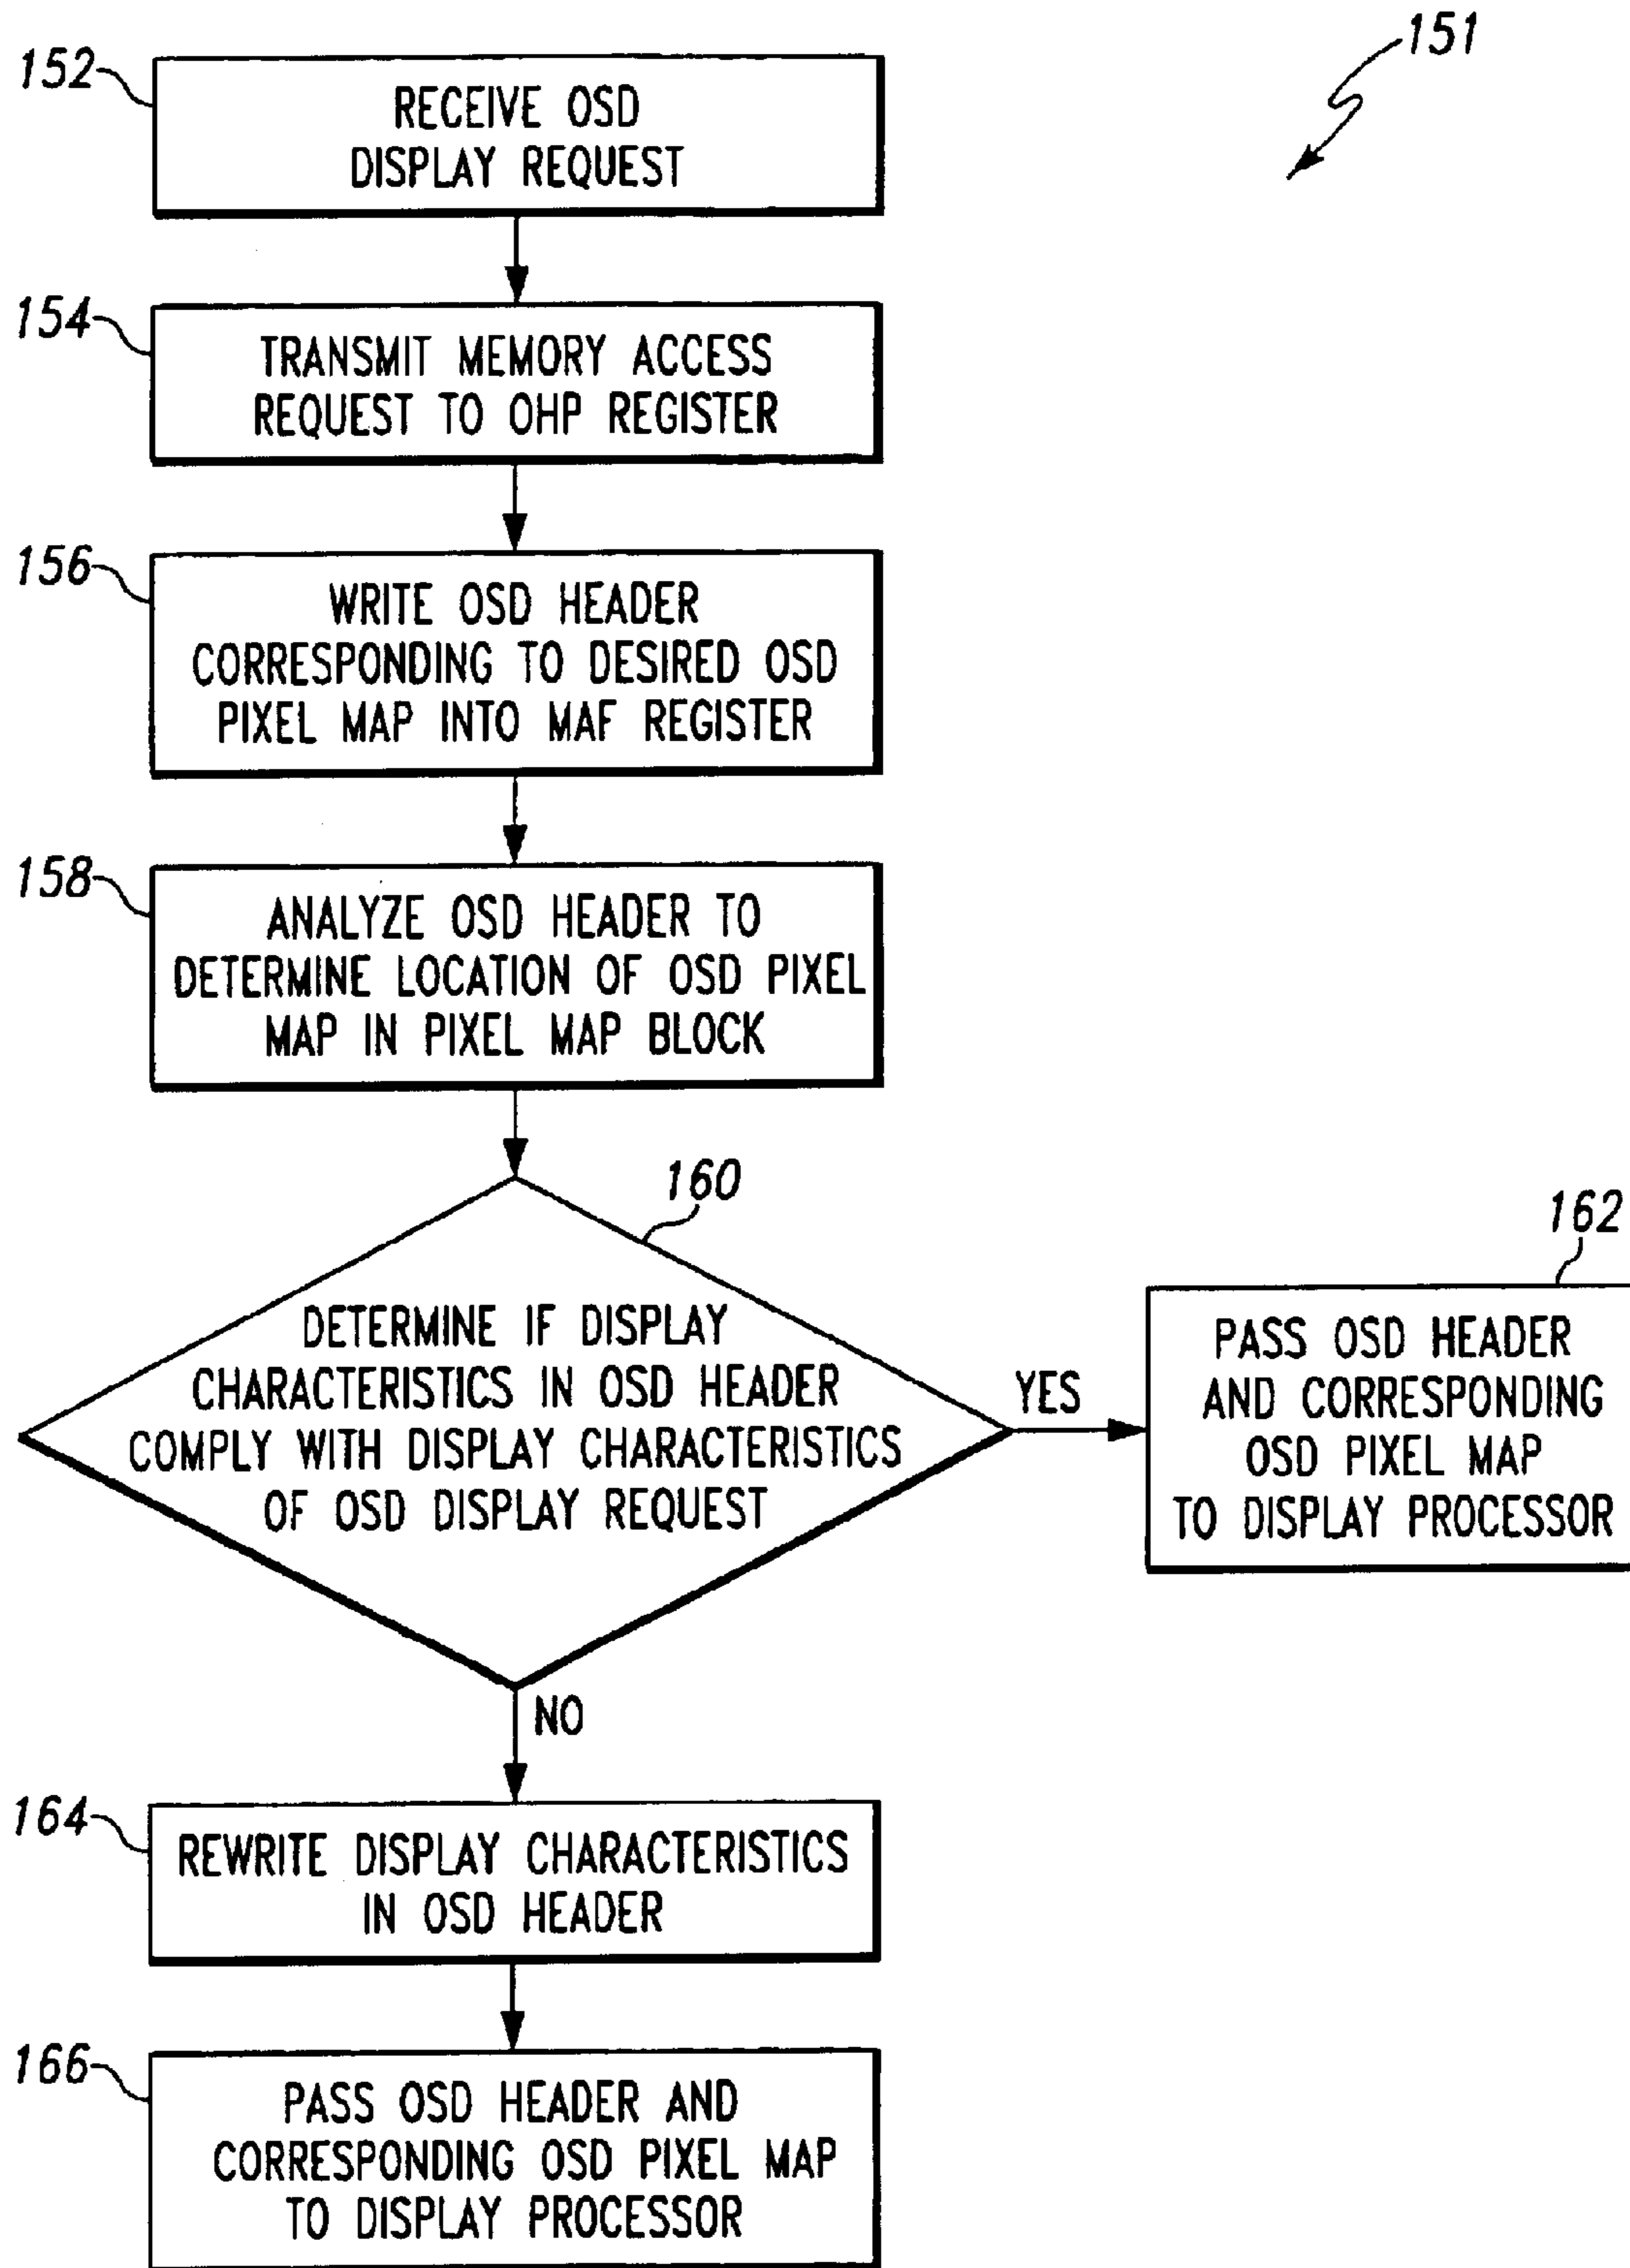 151
152
RECEIVE OSD
DISPLAY REQUEST
154
TRANSMIT MEMORY ACCESS
REQUEST TO OHP REGISTER
156
WRITE OSD HEADER
CORRESPONDING TO DESIRED OSD
PIXEL MAP INTO MAF REGISTER
158
ANALYZE OSD HEADER TO
DETERMINE LOCATION OF OSD PIXEL
MAP IN PIXEL MAP BLOCK
160
DETERMINE IF DISPLAY
CHARACTERISTICS IN OSD HEADER
COMPLY WITH DISPLAY CHARACTERISTICS
OF OSD DISPLAY REQUEST
YES
162
PASS OSD HEADER
AND CORRESPONDING
OSD PIXEL MAP
TO DISPLAY PROCESSOR
NO
164
REWRITE DISPLAY CHARACTERISTICS
IN OSD HEADER
166
PASS OSD HEADER AND
CORRESPONDING OSD PIXEL MAP
TO DISPLAY PROCESSOR